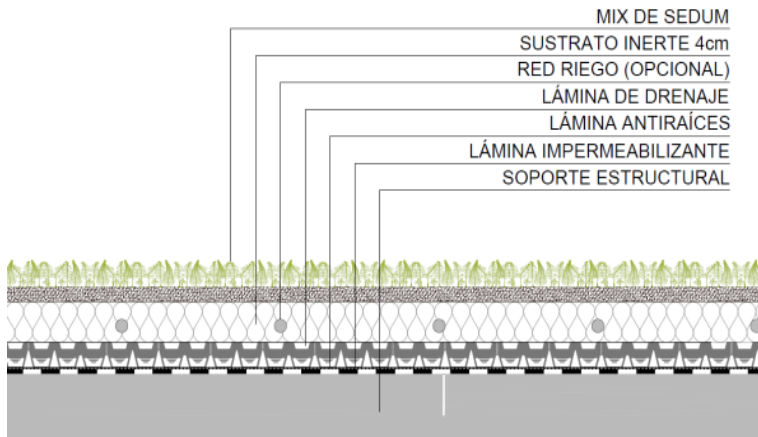 MIX DE SEDUM
SUSTRATO INERTE 4cm
RED RIEGO (OPCIONAL)
LÁMINA DE DRENAJE
LÁMINA ANTIRAÍCES
LÁMINA IMPERMEABILIZANTE
SOPORTE ESTRUCTURAL